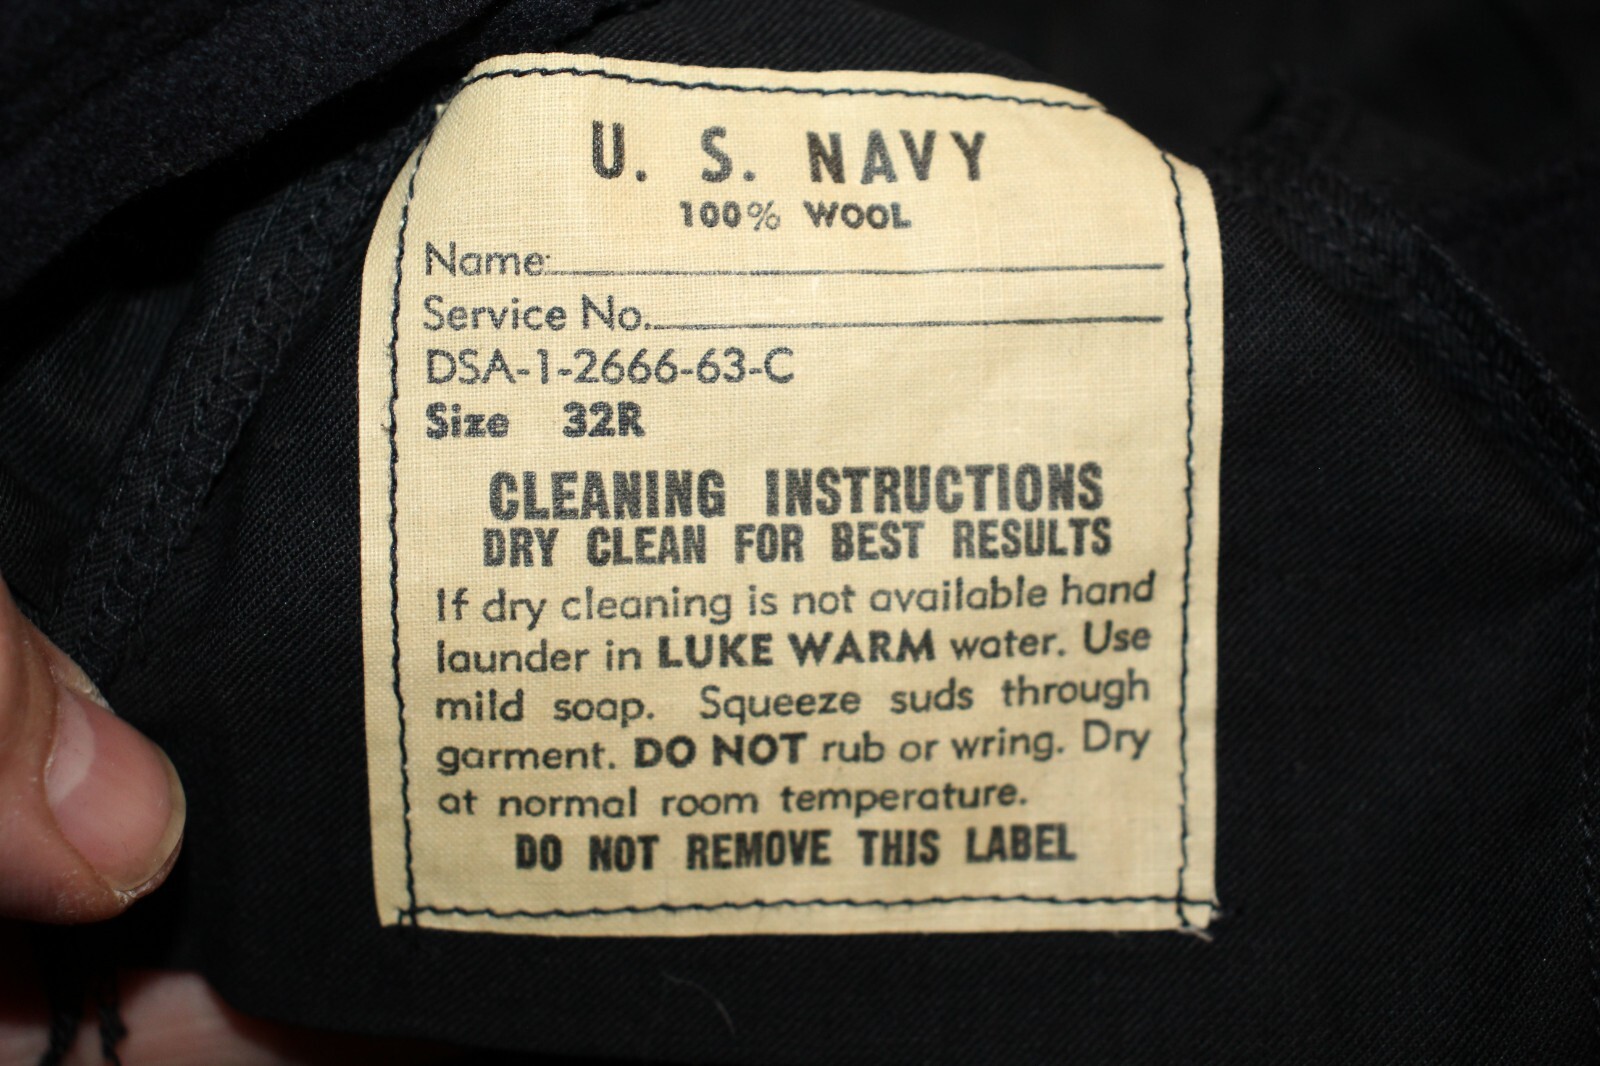 U. S. NAVY
100% WOOL
Name:
Service No.
DSA-1-2666-63-C
Size 32R
CLEANING INSTRUCTIONS
DRY CLEAN FOR BEST RESULTS
If dry cleaning is not available hand
launder in LUKE WARM water. Use
mild soap. Squeeze suds through
garment. DO NOT rub or wring. Dry
at normal room temperature.
DO NOT REMOVE THIS LABEL